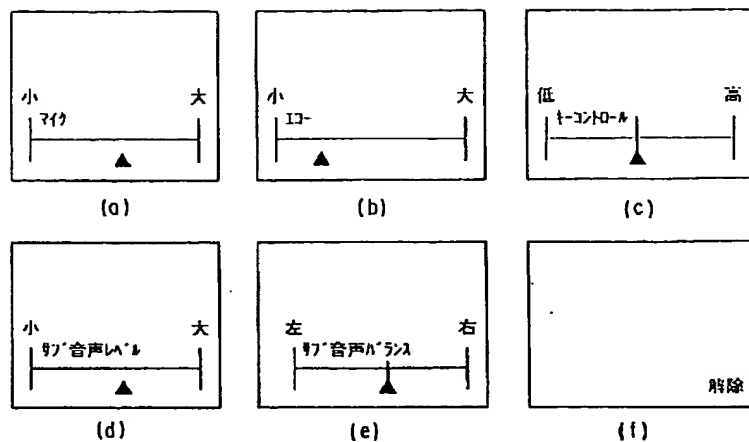 小 大
マイク
(a)
小 大
エコー
(b)
低 高
キーコントロール
(c)
小 大
サブ音声レベル
(d)
左 右
サブ音声バランス
(e)
解除
(f)